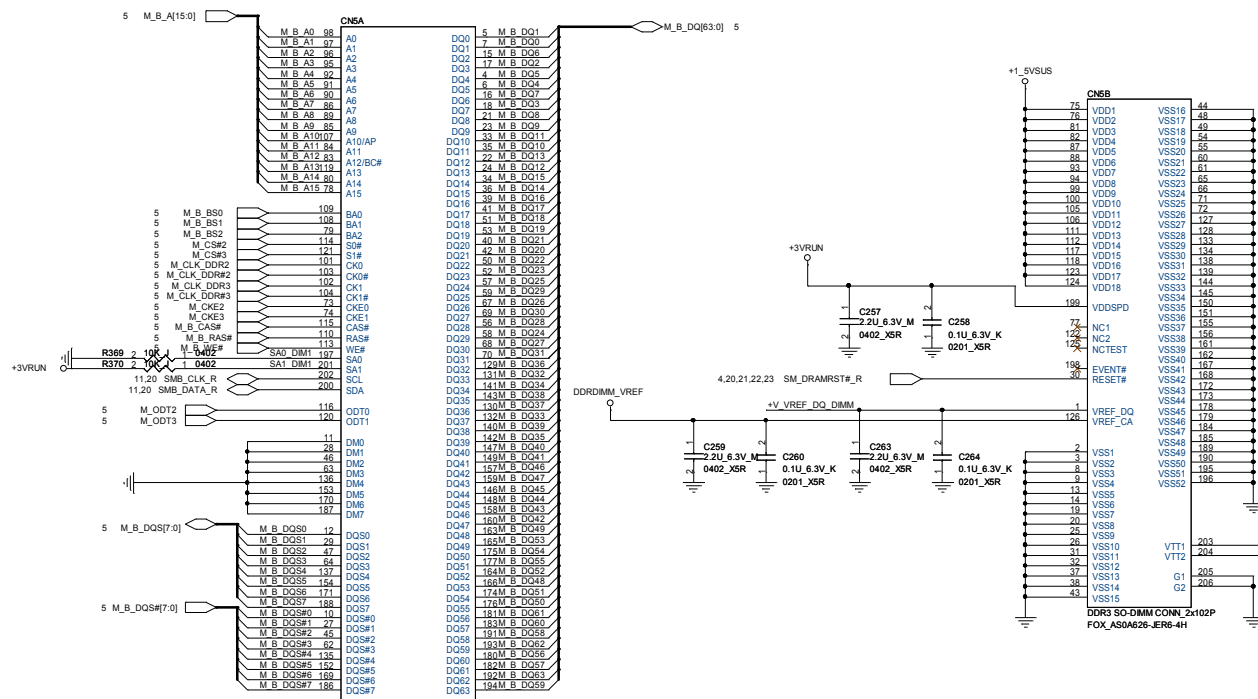 5 M_B_A[15:0]
CN5A
M_B_A0 98 A0
M_B_A1 97 A1
M_B_A2 96 A2
M_B_A3 95 A3
M_B_A4 92 A4
M_B_A5 91 A5
M_B_A6 90 A6
M_B_A7 86 A7
M_B_A8 89 A8
M_B_A9 85 A9
M_B_A10 107 A10/AP
M_B_A11 84 A11
M_B_A12 83 A12/BC#
M_B_A13 119 A13
M_B_A14 80 A14
M_B_A15 78 A15
5 M_B_BS0 109 BA0
5 M_B_BS1 108 BA1
5 M_B_BS2 79 BA2
5 M_CS#2 114 S0#
5 M_CS#3 121 S1#
5 M_CLK_DDR2 101 CK0
5 M_CLK_DDR#2 103 CK0#
5 M_CLK_DDR3 102 CK1
5 M_CLK_DDR#3 104 CK1#
5 M_CKE2 73 CKE0
5 M_CKE3 74 CKE1
5 M_B_CAS# 115 CAS#
5 M_B_RAS# 110 RAS#
5 M_B_WE# 113 WE#
R369 2 10K 1 0402 SA0_DIM1 197 SA0
+3VRUN R370 2 10K 1 0402 SA1_DIM1 201 SA1
11,20 SMB_CLK_R 202 SCL
11,20 SMB_DATA_R 200 SDA
5 M_ODT2 116 ODT0
5 M_ODT3 120 ODT1
11 DM0
28 DM1
46 DM2
63 DM3
136 DM4
153 DM5
170 DM6
187 DM7
5 M_B_DQS[7:0]
M_B_DQS0 12 DQS0
M_B_DQS1 29 DQS1
M_B_DQS2 47 DQS2
M_B_DQS3 64 DQS3
M_B_DQS4 137 DQS4
M_B_DQS5 154 DQS5
M_B_DQS6 171 DQS6
M_B_DQS7 188 DQS7
5 M_B_DQS#[7:0]
M_B_DQS#0 10 DQS#0
M_B_DQS#1 27 DQS#1
M_B_DQS#2 45 DQS#2
M_B_DQS#3 62 DQS#3
M_B_DQS#4 135 DQS#4
M_B_DQS#5 152 DQS#5
M_B_DQS#6 169 DQS#6
M_B_DQS#7 186 DQS#7
M_B_DQ[63:0] 5
DQ0 5 M_B_DQ1
DQ1 7 M_B_DQ0
DQ2 15 M_B_DQ6
DQ3 17 M_B_DQ2
DQ4 4 M_B_DQ5
DQ5 6 M_B_DQ4
DQ6 16 M_B_DQ7
DQ7 18 M_B_DQ3
DQ8 21 M_B_DQ8
DQ9 23 M_B_DQ9
DQ10 33 M_B_DQ11
DQ11 35 M_B_DQ10
DQ12 22 M_B_DQ13
DQ13 24 M_B_DQ12
DQ14 34 M_B_DQ15
DQ15 36 M_B_DQ14
DQ16 39 M_B_DQ16
DQ17 41 M_B_DQ17
DQ18 51 M_B_DQ18
DQ19 53 M_B_DQ19
DQ20 40 M_B_DQ21
DQ21 42 M_B_DQ20
DQ22 50 M_B_DQ22
DQ23 52 M_B_DQ23
DQ24 57 M_B_DQ25
DQ25 59 M_B_DQ29
DQ26 67 M_B_DQ26
DQ27 69 M_B_DQ30
DQ28 56 M_B_DQ28
DQ29 58 M_B_DQ24
DQ30 68 M_B_DQ27
DQ31 70 M_B_DQ31
DQ32 129 M_B_DQ36
DQ33 131 M_B_DQ32
DQ34 141 M_B_DQ34
DQ35 143 M_B_DQ38
DQ36 130 M_B_DQ37
DQ37 132 M_B_DQ33
DQ38 140 M_B_DQ39
DQ39 142 M_B_DQ35
DQ40 147 M_B_DQ40
DQ41 149 M_B_DQ41
DQ42 157 M_B_DQ46
DQ43 159 M_B_DQ47
DQ44 146 M_B_DQ45
DQ45 148 M_B_DQ44
DQ46 158 M_B_DQ43
DQ47 160 M_B_DQ42
DQ48 163 M_B_DQ49
DQ49 165 M_B_DQ53
DQ50 175 M_B_DQ54
DQ51 177 M_B_DQ55
DQ52 164 M_B_DQ52
DQ53 166 M_B_DQ48
DQ54 174 M_B_DQ51
DQ55 176 M_B_DQ50
DQ56 181 M_B_DQ61
DQ57 183 M_B_DQ60
DQ58 191 M_B_DQ58
DQ59 193 M_B_DQ62
DQ60 180 M_B_DQ56
DQ61 182 M_B_DQ57
DQ62 192 M_B_DQ63
DQ63 194 M_B_DQ59
+1_5VSUS
CN5B
75 VDD1 VSS16 44
76 VDD2 VSS17 48
81 VDD3 VSS18 49
82 VDD4 VSS19 54
87 VDD5 VSS20 55
88 VDD6 VSS21 60
93 VDD7 VSS22 61
94 VDD8 VSS23 65
99 VDD9 VSS24 66
100 VDD10 VSS25 71
105 VDD11 VSS26 72
106 VDD12 VSS27 127
111 VDD13 VSS28 128
112 VDD14 VSS29 133
117 VDD15 VSS30 134
118 VDD16 VSS31 138
123 VDD17 VSS32 139
124 VDD18 VSS33 144
VSS34 145
199 VDDSPD VSS35 150
VSS36 151
77 NC1 VSS37 155
122 NC2 VSS38 156
125 NCTEST VSS39 161
VSS40 162
198 EVENT# VSS41 167
30 RESET# VSS42 168
VSS43 172
VSS44 173
1 VREF_DQ VSS45 178
126 VREF_CA VSS46 179
VSS47 184
VSS48 185
2 VSS1 VSS49 189
3 VSS2 VSS50 190
8 VSS3 VSS51 195
9 VSS4 VSS52 196
13 VSS5
14 VSS6
19 VSS7
20 VSS8
25 VSS9
26 VSS10 VTT1 203
31 VSS11 VTT2 204
32 VSS12
37 VSS13 G1 205
38 VSS14 G2 206
43 VSS15
DDR3 SO-DIMM CONN_2x102P
FOX_AS0A626-JER6-4H
+3VRUN
1 2
C257 C258
2.2U_6.3V_M 0.1U_6.3V_K
0402_X5R 0201_X5R
2 1
4,20,21,22,23 SM_DRAMRST#_R
DDRDIMM_VREF
+V_VREF_DQ_DIMM
1 2 1 2
C259 C260 C263 C264
2.2U_6.3V_M 0.1U_6.3V_K 2.2U_6.3V_M 0.1U_6.3V_K
0402_X5R 0201_X5R 0402_X5R 0201_X5R
2 1 2 1